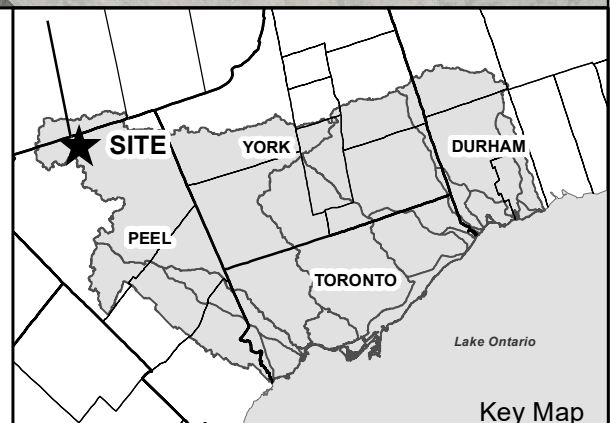 SITE
YORK
DURHAM
PEEL
TORONTO
Lake Ontario
Key Map